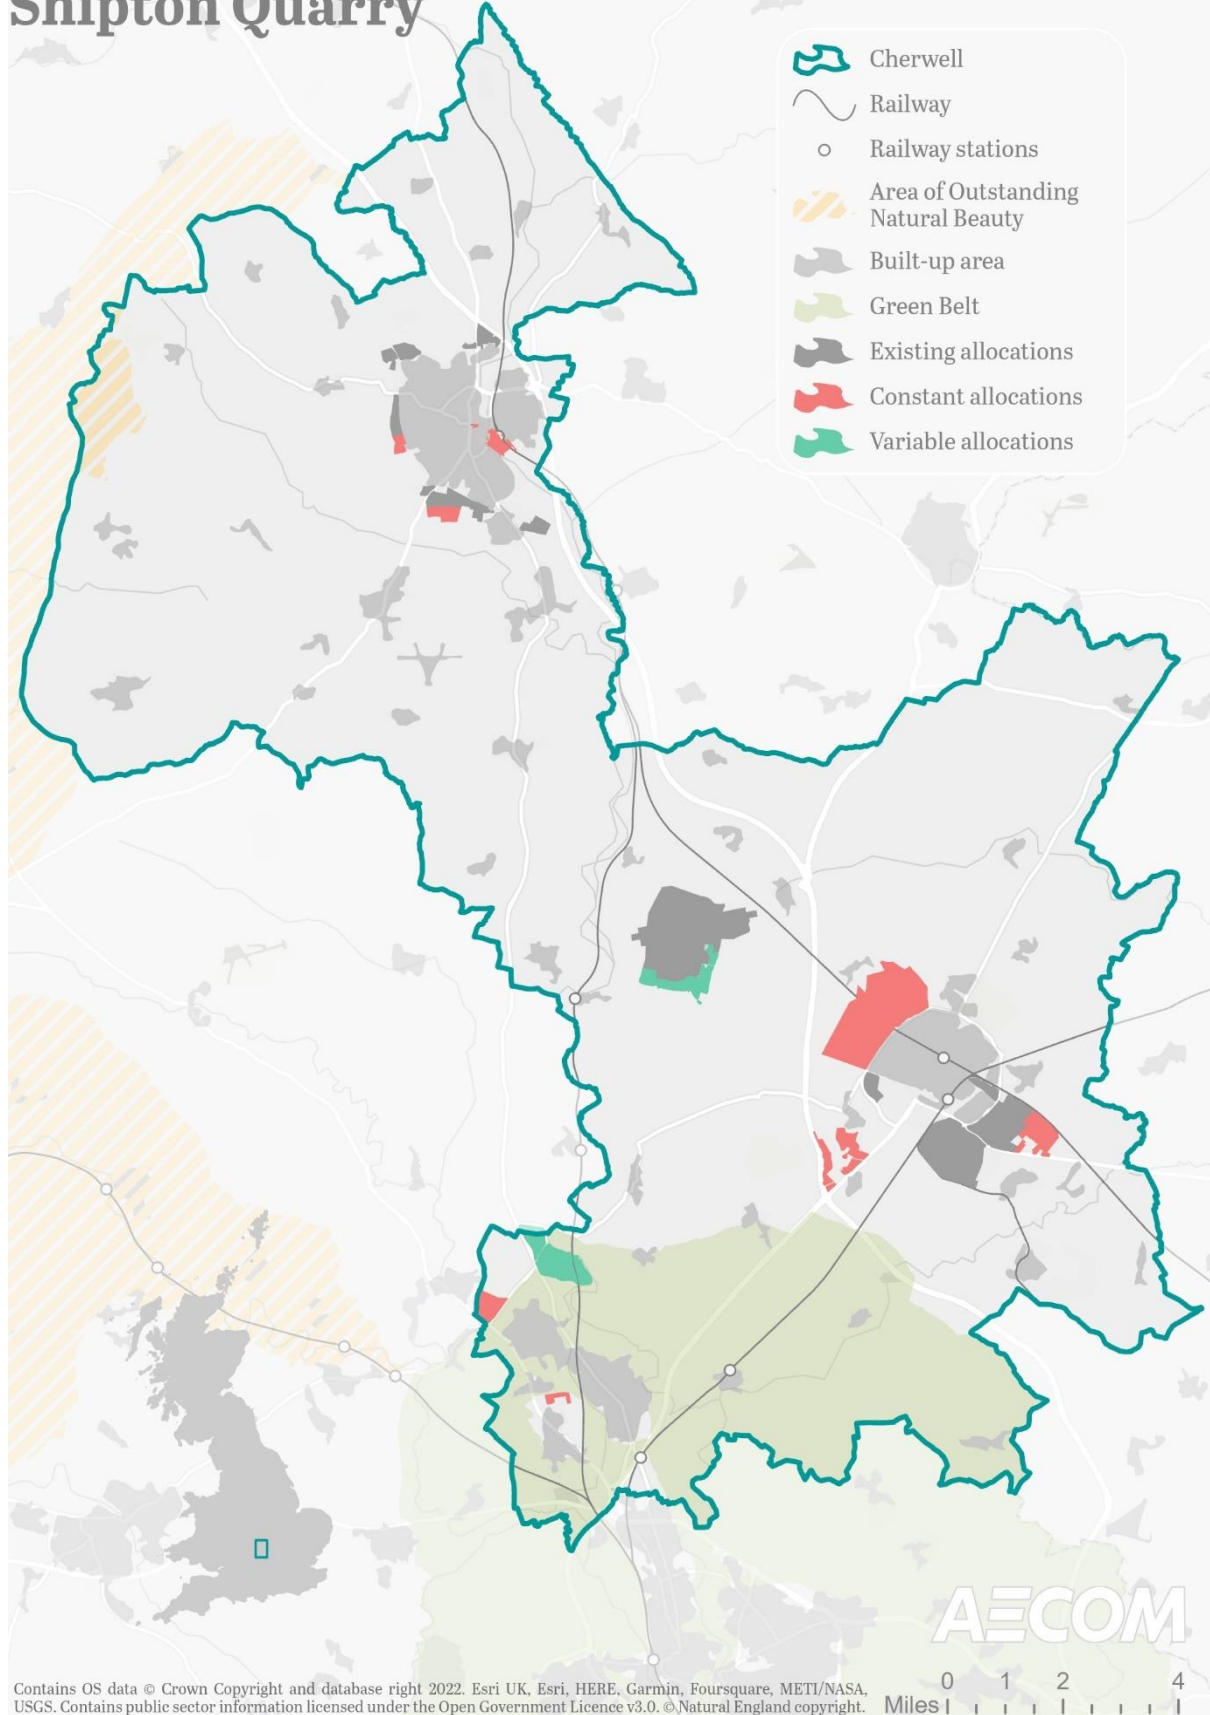 Shipton Quarry
Cherwell
Railway
Railway stations
Area of Outstanding
Natural Beauty
Built-up area
Green Belt
Existing allocations
Constant allocations
Variable allocations
AECOM
0 1 2 4
Miles
Contains OS data © Crown Copyright and database right 2022. Esri UK, Esri, HERE, Garmin, Foursquare, METI/NASA,
USGS. Contains public sector information licensed under the Open Government Licence v3.0. © Natural England copyright.